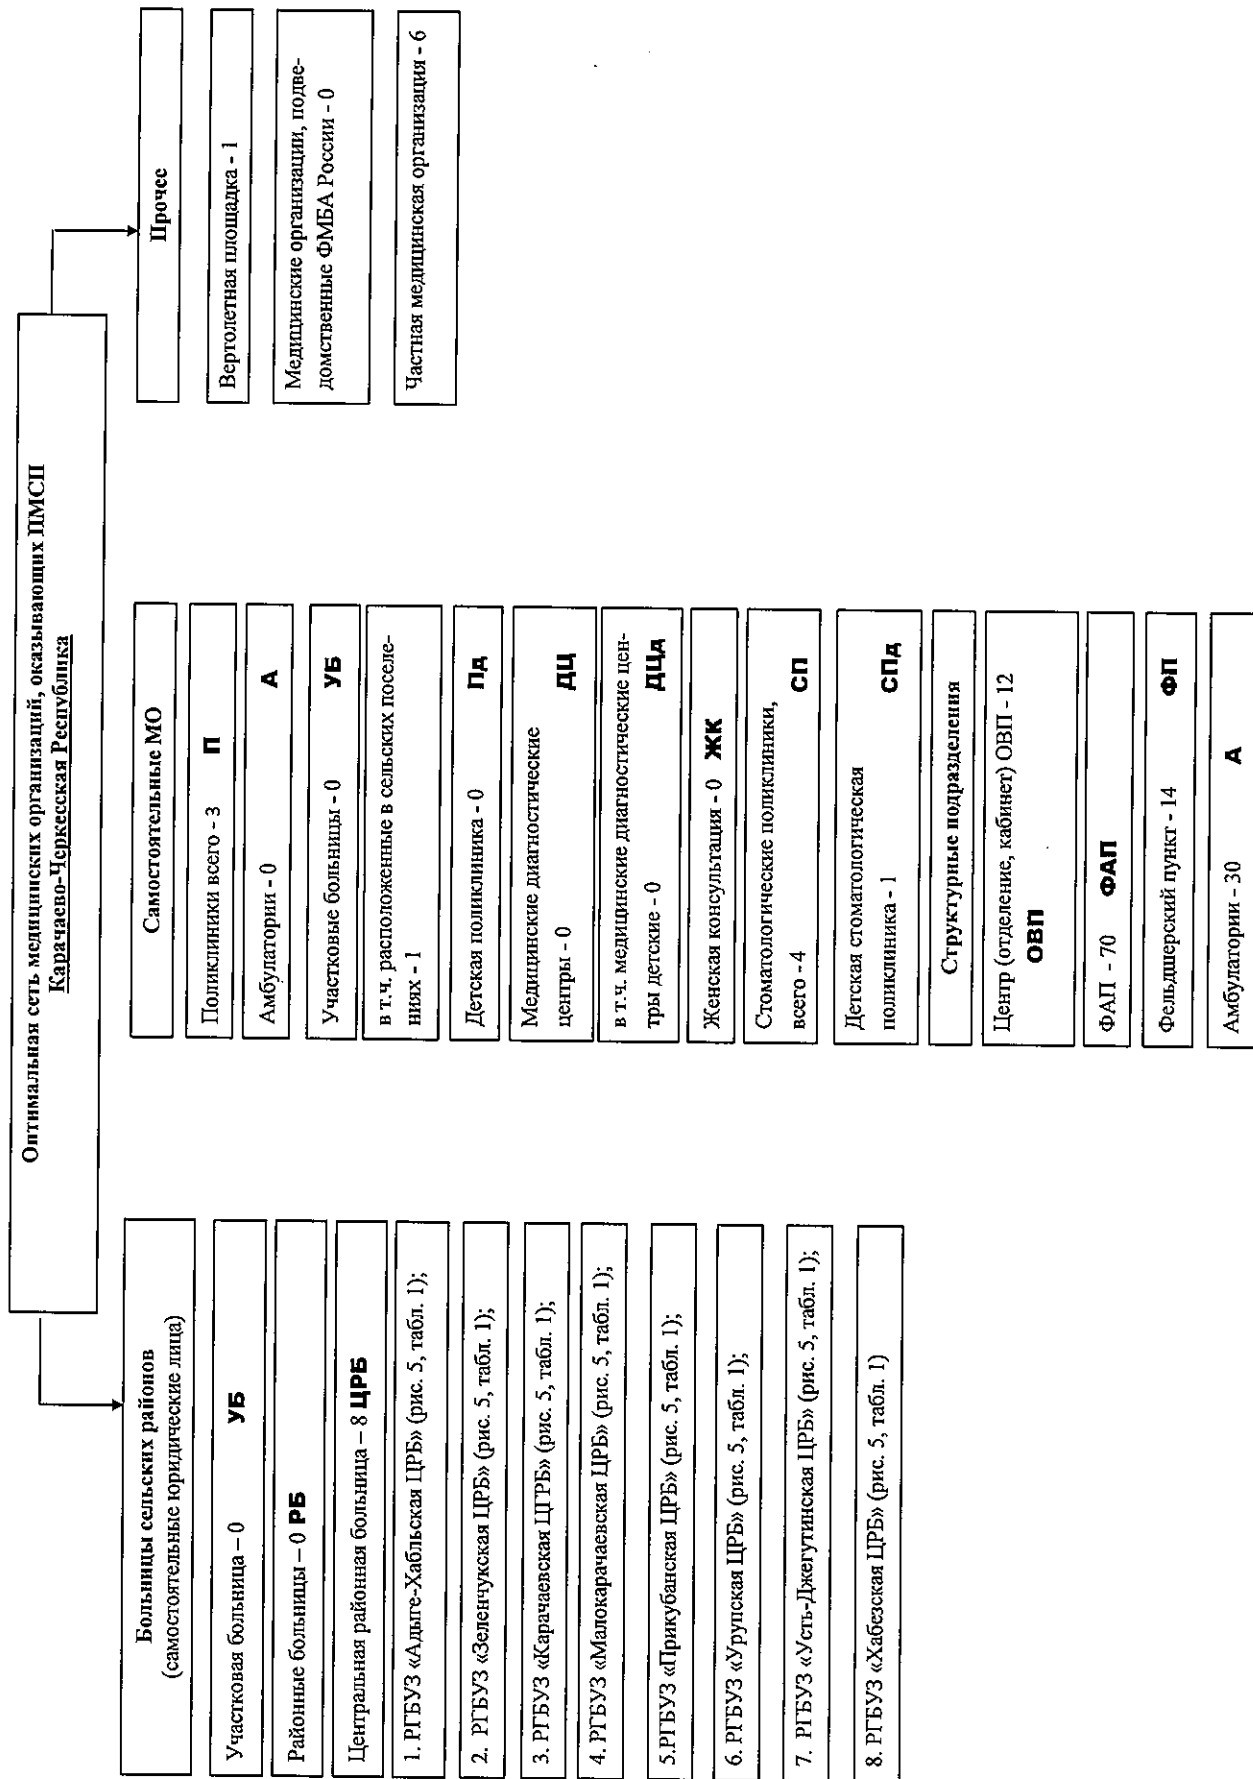 Оптимальная сеть медицинских организаций, оказывающих ПМСП
Карачаево-Черкесская Республика
Больницы сельских районов
(самостоятельные юридические лица)
Участковая больница – 0 УБ
Районные больницы – 0 РБ
Центральная районная больница – 8 ЦРБ
1. РГБУЗ «Адыге-Хабльская ЦРБ» (рис. 5, табл. 1);
2. РГБУЗ «Зеленчукская ЦРБ» (рис. 5, табл. 1);
3. РГБУЗ «Карачаевская ЦГРБ» (рис. 5, табл. 1);
4. РГБУЗ «Малокарачаевская ЦРБ» (рис. 5, табл. 1);
5.РГБУЗ «Прикубанская ЦРБ» (рис. 5, табл. 1);
6. РГБУЗ «Урупская ЦРБ» (рис. 5, табл. 1);
7. РГБУЗ «Усть-Джегутинская ЦРБ» (рис. 5, табл. 1);
8. РГБУЗ «Хабезская ЦРБ» (рис. 5, табл. 1)
Самостоятельные МО
Поликлиники всего - 3 П
Амбулатории – 0 А
Участковые больницы - 0 УБ
в т.ч. расположенные в сельских поселе-
ниях - 1
Детская поликлиника - 0 Пд
Медицинские диагностические
центры - 0 ДЦ
в т.ч. медицинские диагностические цен-
тры детские - 0 ДЦд
Женская консультация - 0 ЖК
Стоматологические поликлиники,
всего - 4 СП
Детская стоматологическая
поликлиника - 1 СПд
Структурные подразделения
Центр (отделение, кабинет) ОВП - 12
ОВП
ФАП - 70 ФАП
Фельдшерский пункт - 14 ФП
Амбулатории - 30 А
Прочее
Вертолетная площадка - 1
Медицинские организации, подве-
домственные ФМБА России - 0
Частная медицинская организация - 6